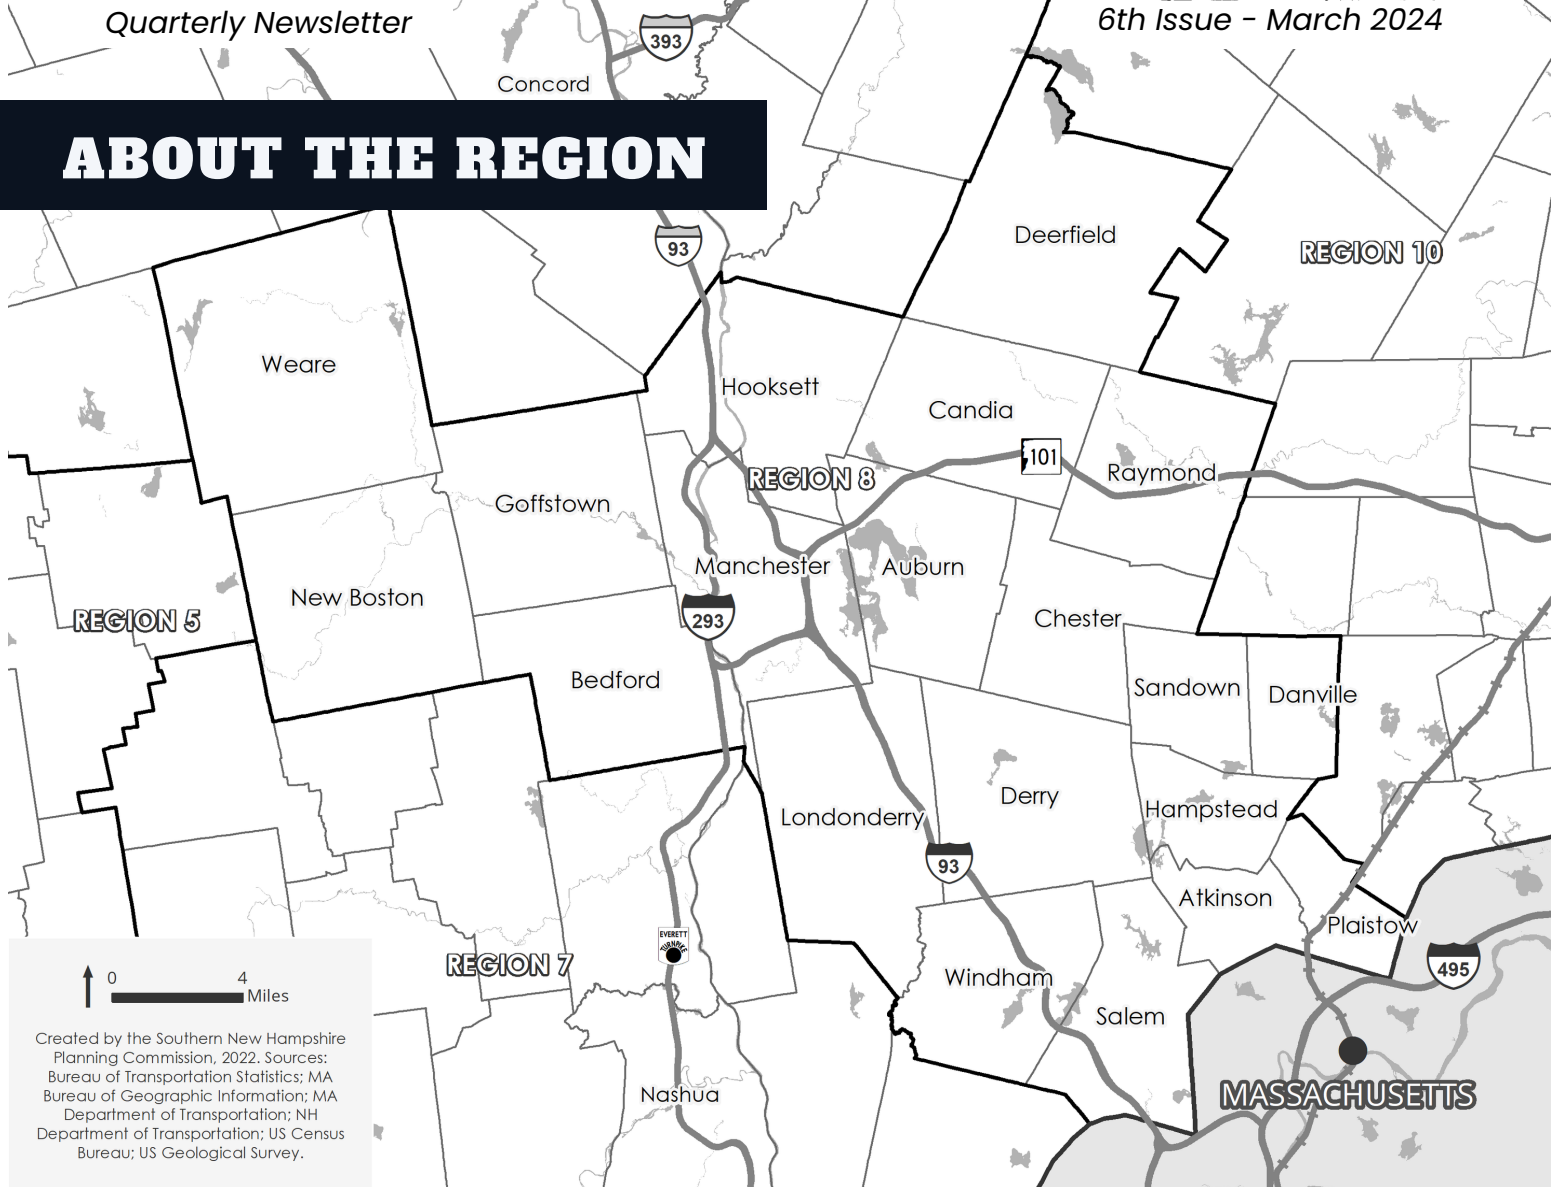 Quarterly Newsletter
6th Issue - March 2024
393
Concord
ABOUT THE REGION
93
Deerfield
REGION 10
Weare
Hooksett
Candia
101
Raymond
REGION 8
Goffstown
Manchester
Auburn
New Boston
293
REGION 5
Chester
Bedford
Sandown
Danville
Derry
Londonderry
Hampstead
93
Atkinson
Plaistow
EVERETT
TURNPIKE
REGION 7
495
Windham
Salem
0 4
Miles
Created by the Southern New Hampshire
Planning Commission, 2022. Sources:
Bureau of Transportation Statistics; MA
Bureau of Geographic Information; MA
Department of Transportation; NH
Department of Transportation; US Census
Bureau; US Geological Survey.
Nashua
MASSACHUSETTS